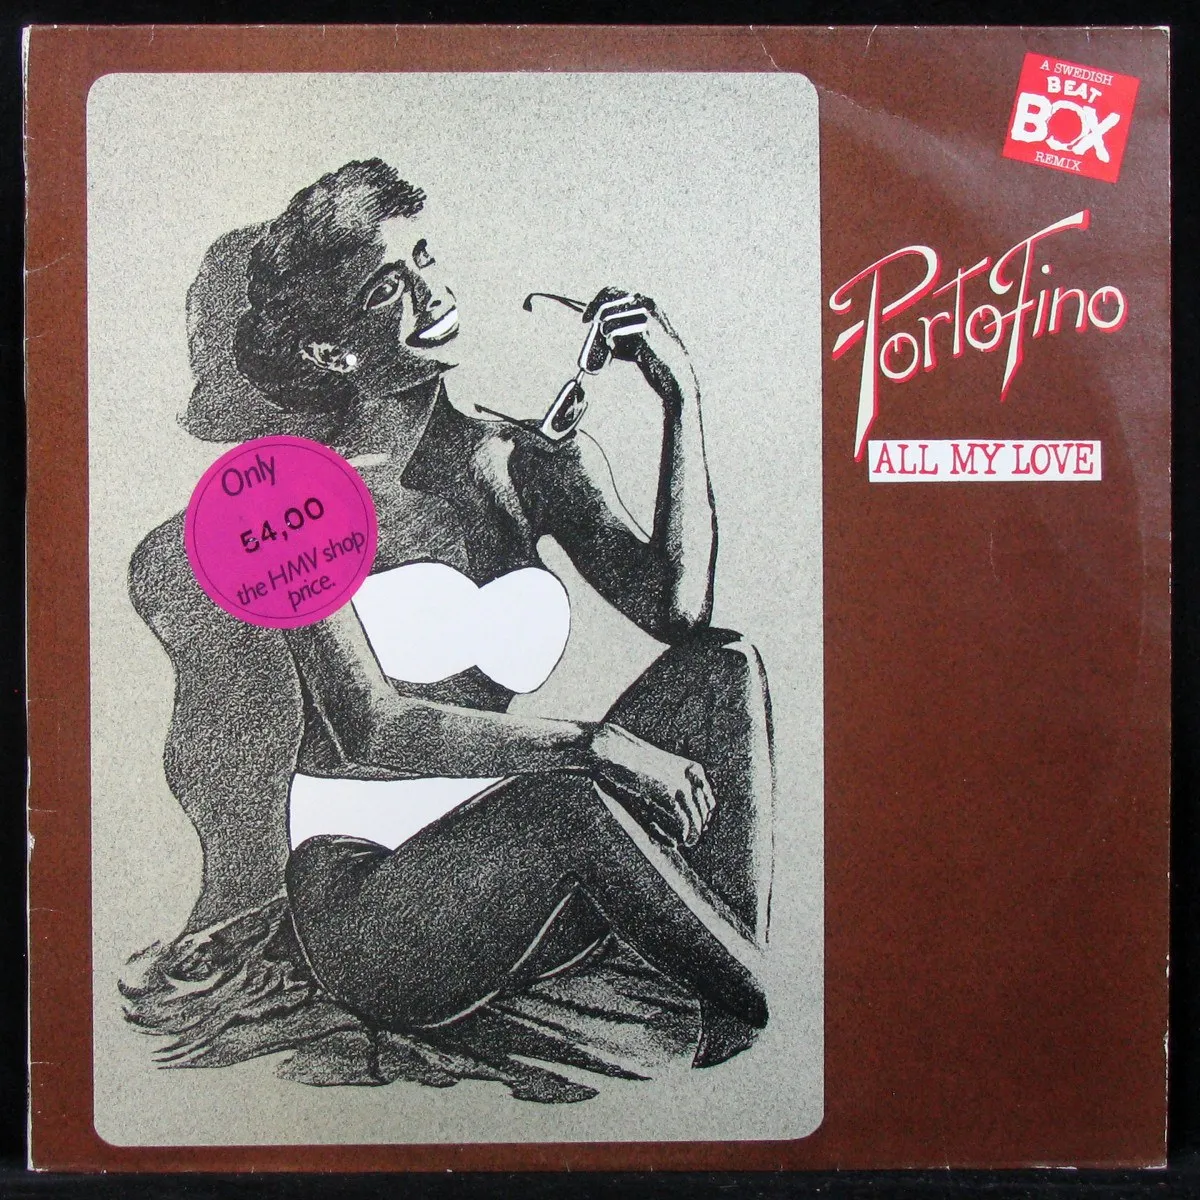 A SWEDISH
BEAT
BOX
REMIX
PortoFino
ALL MY LOVE
Only
54,00
the HMV shop
price.